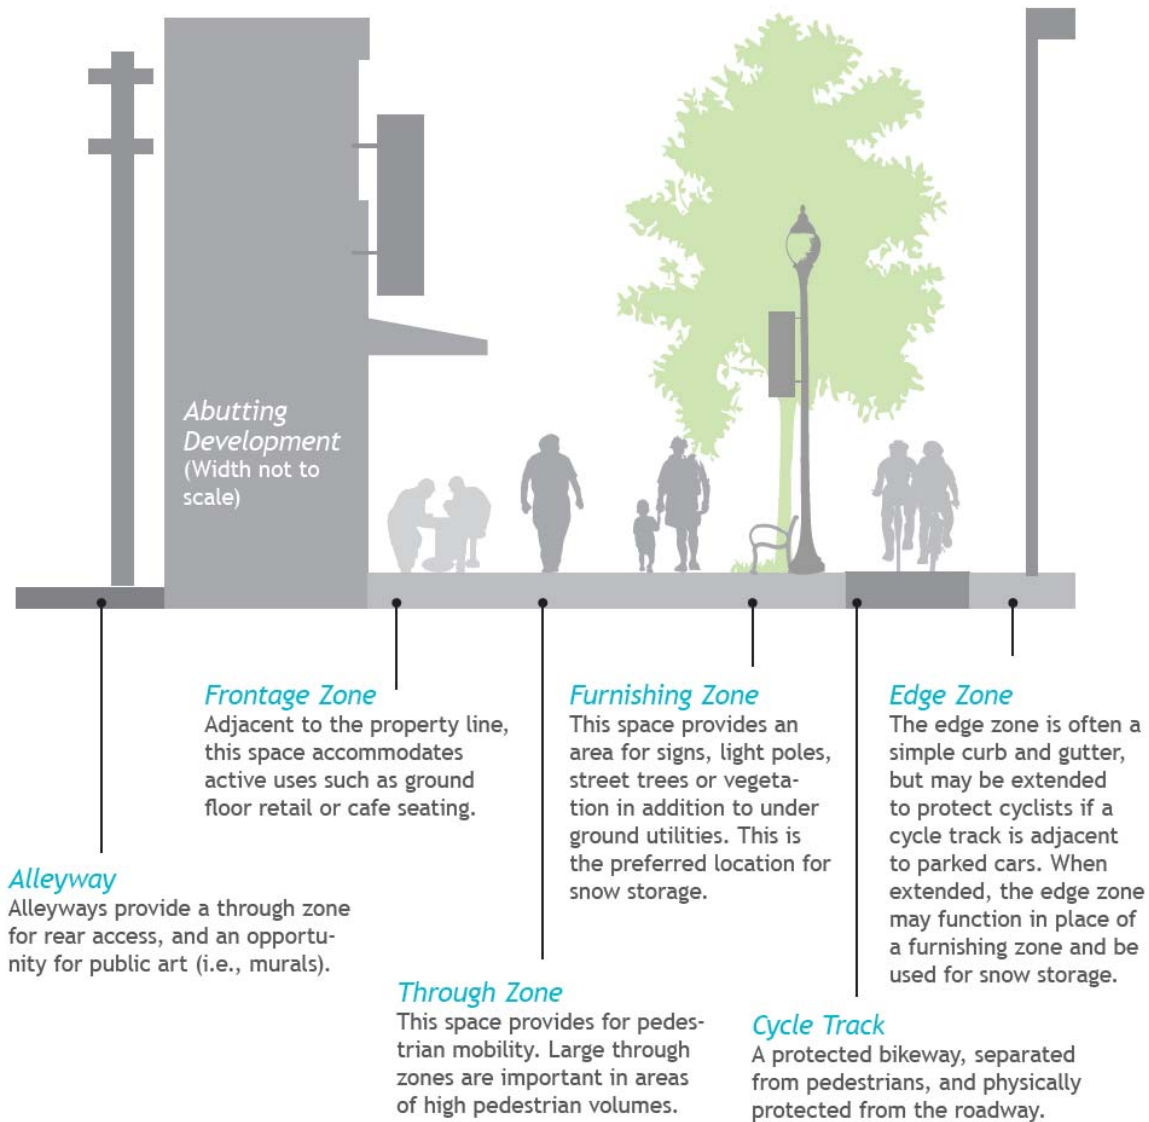 Abutting
Development
(Width not to
scale)
Frontage Zone
Adjacent to the property line,
this space accommodates
active uses such as ground
floor retail or cafe seating.
Furnishing Zone
This space provides an
area for signs, light poles,
street trees or vegeta-
tion in addition to under
ground utilities. This is
the preferred location for
snow storage.
Edge Zone
The edge zone is often a
simple curb and gutter,
but may be extended
to protect cyclists if a
cycle track is adjacent
to parked cars. When
extended, the edge zone
may function in place of
a furnishing zone and be
used for snow storage.
Alleyway
Alleyways provide a through zone
for rear access, and an opportu-
nity for public art (i.e., murals).
Through Zone
This space provides for pedes-
trian mobility. Large through
zones are important in areas
of high pedestrian volumes.
Cycle Track
A protected bikeway, separated
from pedestrians, and physically
protected from the roadway.